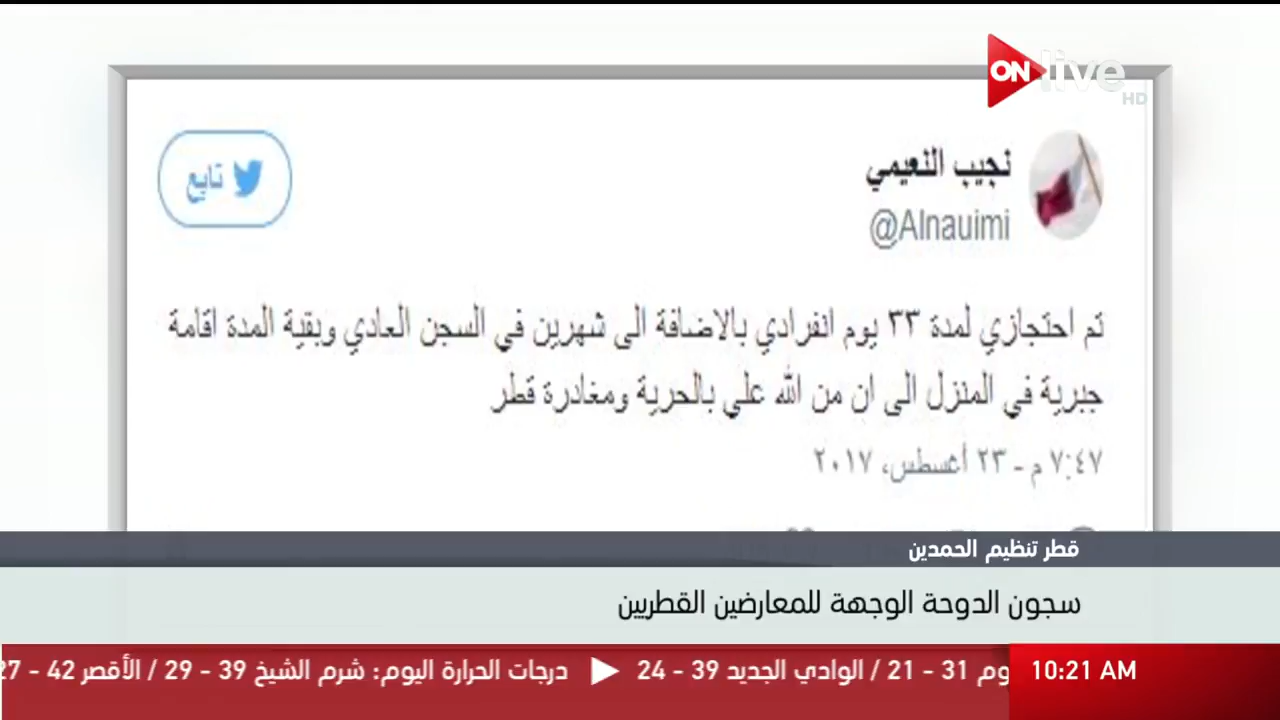 ON live
HD
نجيب النعيمي
@Alnauimi
تابع
تم احتجازي لمدة ٣٣ يوم انفرادي بالاضافة الى شهرين في السجن العادي وبقية المدة اقامة
جبرية في المنزل الى ان من الله علي بالحرية ومغادرة قطر
٧:٤٧ م - ٢٣ أغسطس، ٢٠١٧
قطر تنظيم الحمدين
سجون الدوحة الوجهة للمعارضين القطريين
10:21 AM
وم 31 - 21 / الوادي الجديد 39 - 24 درجات الحرارة اليوم: شرم الشيخ 39 - 29 / الأقصر 42 - 27